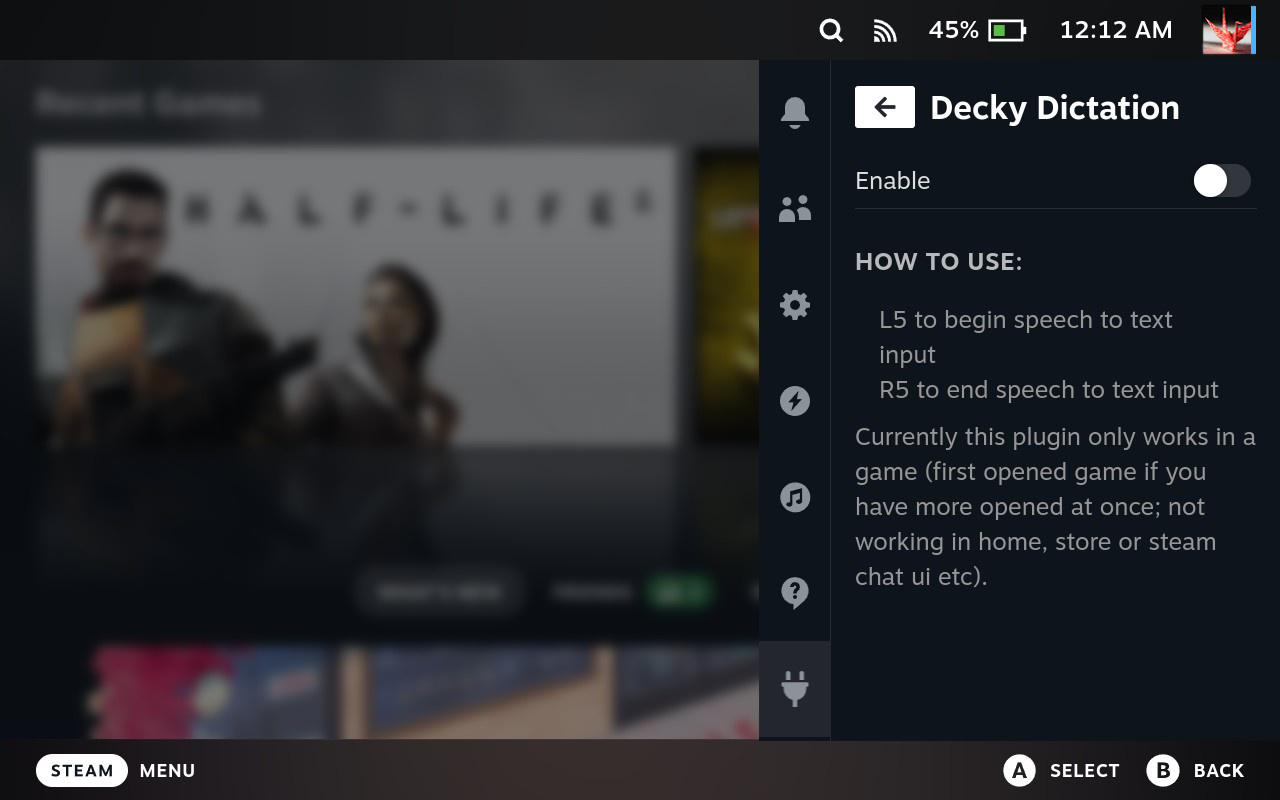 45% 12:12 AM
Recent Games
HALF-LIFE 2
Decky Dictation
Enable
HOW TO USE:
L5 to begin speech to text
input
R5 to end speech to text input
Currently this plugin only works in a
game (first opened game if you
have more opened at once; not
working in home, store or steam
chat ui etc).
WHAT'S NEW FRIENDS
STEAM MENU A SELECT B BACK